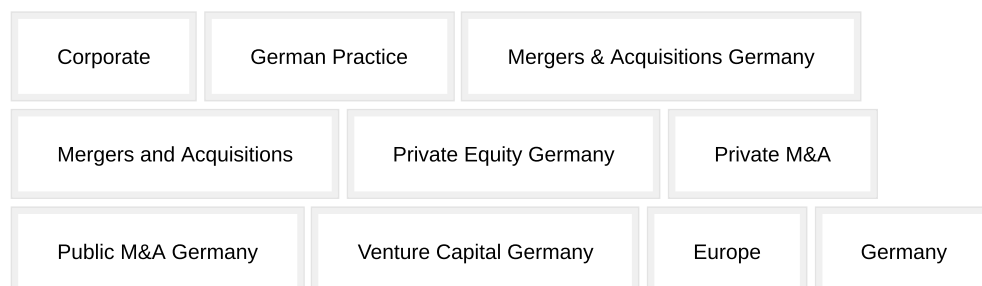 Corporate German Practice Mergers & Acquisitions Germany
Mergers and Acquisitions Private Equity Germany Private M&A
Public M&A Germany Venture Capital Germany Europe Germany